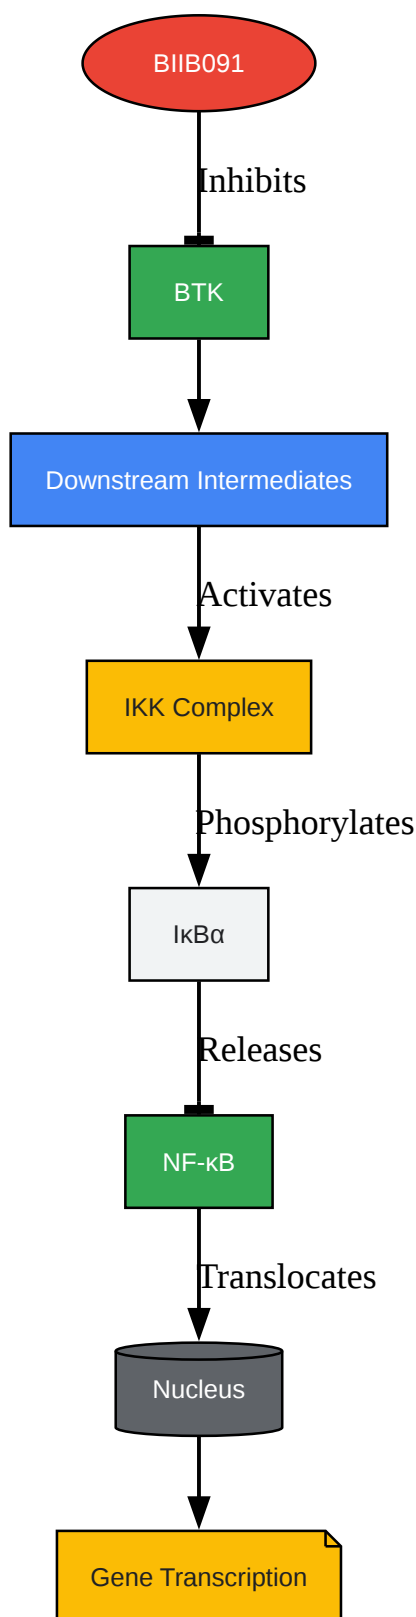 BIIB091
Inhibits
BTK
Downstream Intermediates
Activates
IKK Complex
Phosphorylates
IκBα
Releases
NF-κB
Translocates
Nucleus
Gene Transcription